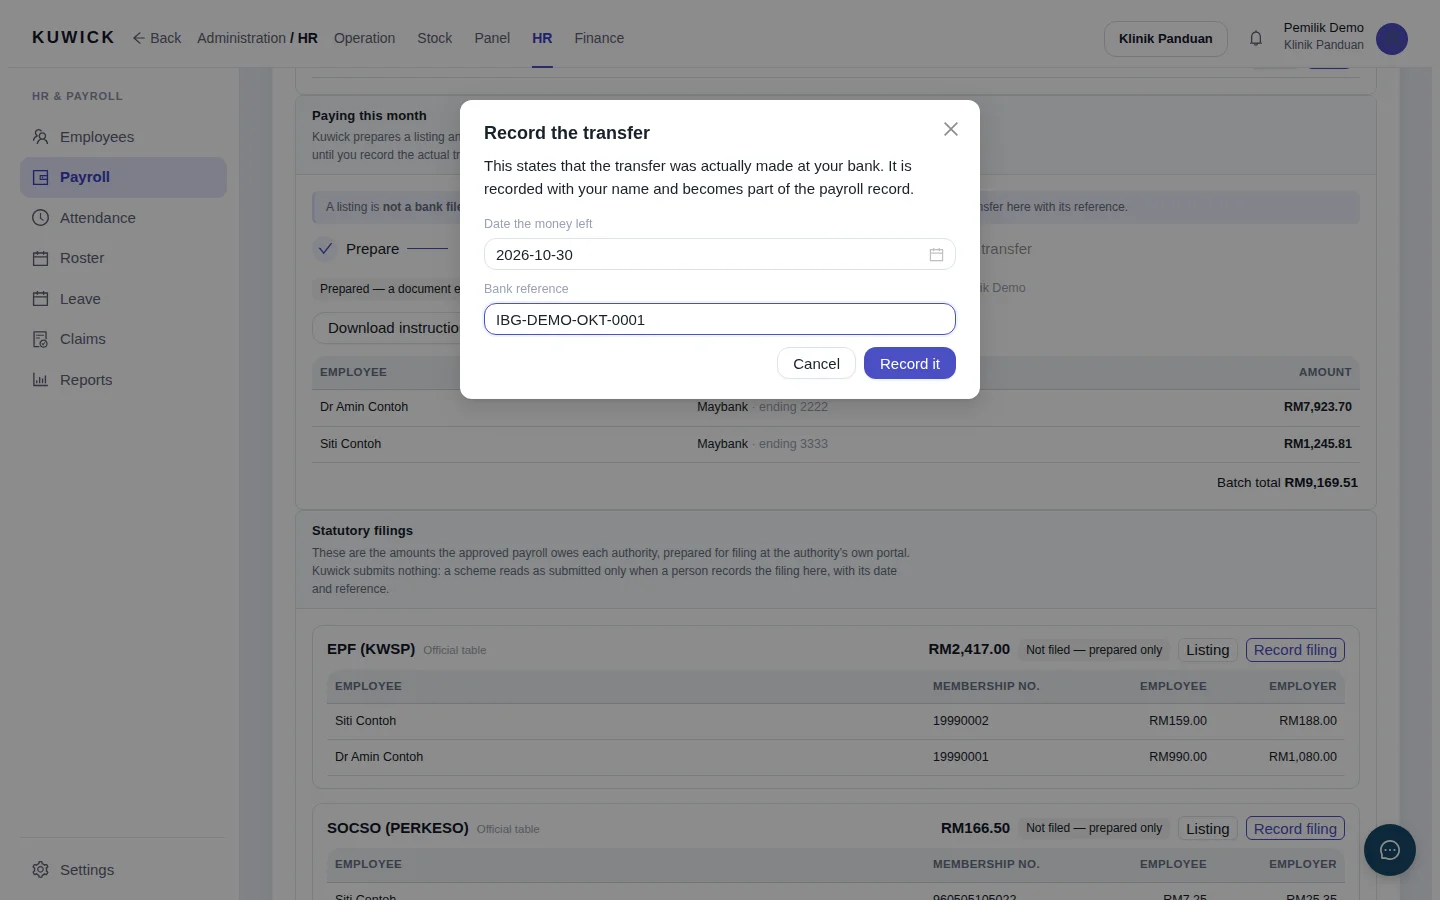 KUWICK
Back
Administration / HR
Operation
Stock
Panel
HR
Finance
Klinik Panduan
Pemilik Demo
Klinik Panduan
HR & PAYROLL
Employees
Payroll
Attendance
Roster
Leave
Claims
Reports
Settings
Paying this month
Kuwick prepares a listing an
until you record the actual tr
A listing is not a bank file
nsfer here with its reference.
Prepare
transfer
Prepared — a document e
ik Demo
Download instructio
Record the transfer
This states that the transfer was actually made at your bank. It is
recorded with your name and becomes part of the payroll record.
Date the money left
2026-10-30
Bank reference
IBG-DEMO-OKT-0001
Cancel
Record it
EMPLOYEE AMOUNT
Dr Amin Contoh Maybank · ending 2222 RM7,923.70
Siti Contoh Maybank · ending 3333 RM1,245.81
Batch total RM9,169.51
Statutory filings
These are the amounts the approved payroll owes each authority, prepared for filing at the authority's own portal.
Kuwick submits nothing: a scheme reads as submitted only when a person records the filing here, with its date
and reference.
EPF (KWSP) Official table RM2,417.00 Not filed — prepared only Listing Record filing
EMPLOYEE MEMBERSHIP NO. EMPLOYEE EMPLOYER
Siti Contoh 19990002 RM159.00 RM188.00
Dr Amin Contoh 19990001 RM990.00 RM1,080.00
SOCSO (PERKESO) Official table RM166.50 Not filed — prepared only Listing Record filing
EMPLOYEE MEMBERSHIP NO. EMPLOYEE EMPLOYER
Siti Contoh 960505105022 RM7.25 RM25.35